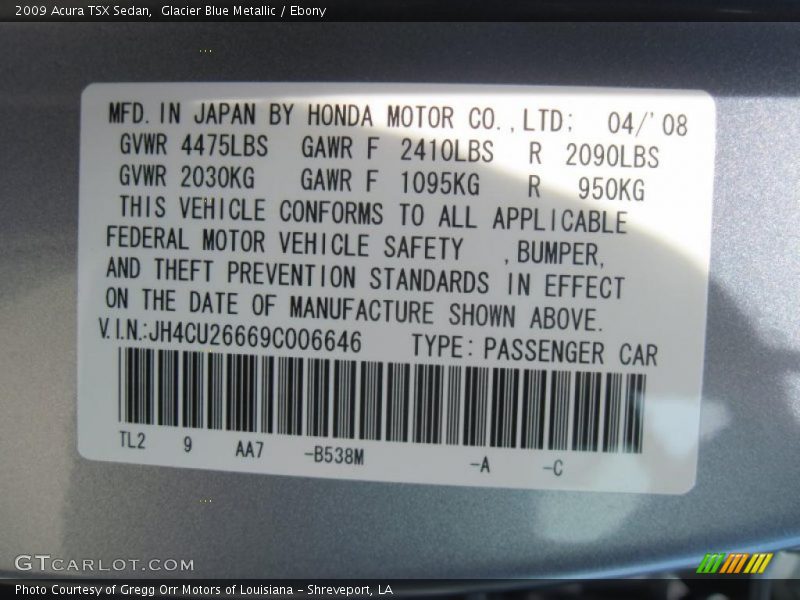 2009 Acura TSX Sedan, Glacier Blue Metallic / Ebony
MFD. IN JAPAN BY HONDA MOTOR CO., LTD; 04/'08
GVWR 4475LBS GAWR F 2410LBS R 2090LBS
GVWR 2030KG GAWR F 1095KG R 950KG
THIS VEHICLE CONFORMS TO ALL APPLICABLE
FEDERAL MOTOR VEHICLE SAFETY ,BUMPER,
AND THEFT PREVENTION STANDARDS IN EFFECT
ON THE DATE OF MANUFACTURE SHOWN ABOVE.
V.I.N.:JH4CU26669C006646 TYPE: PASSENGER CAR
TL2 9 AA7 -B538M -A -C
GTCARLOT.COM
Photo Courtesy of Gregg Orr Motors of Louisiana - Shreveport, LA